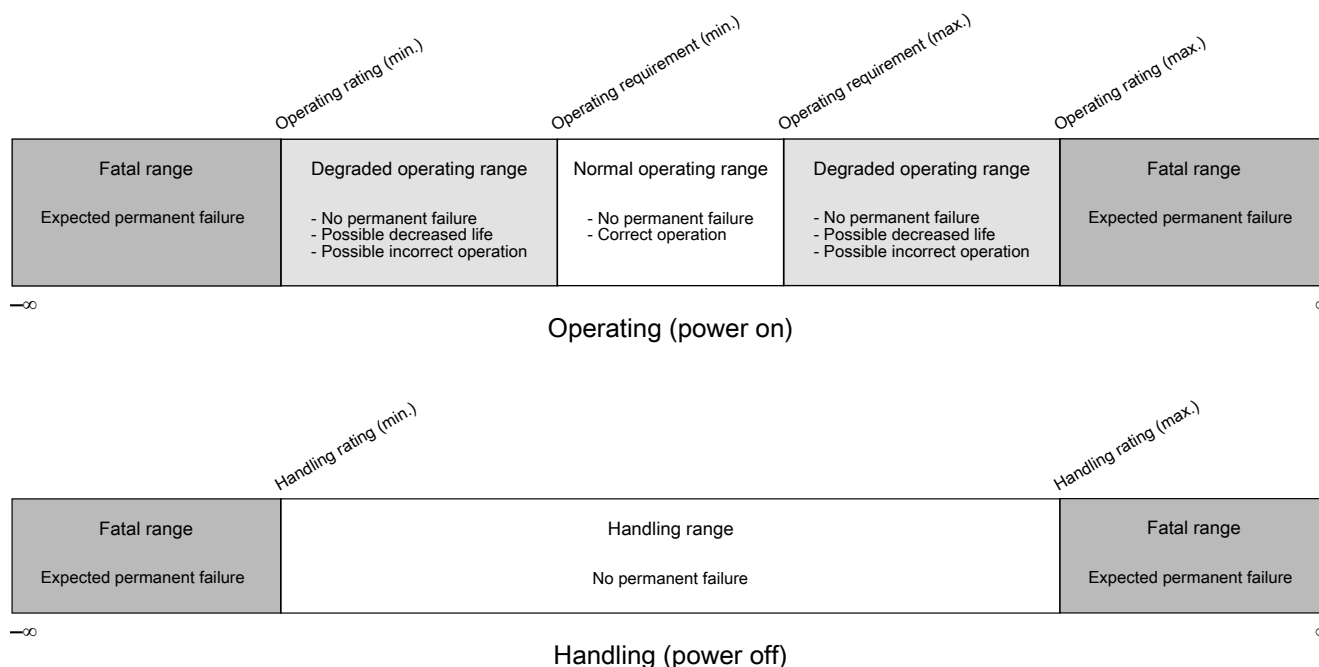 Operating rating (min.)
Operating requirement (min.)
Operating requirement (max.)
Operating rating (max.)
Fatal range
Degraded operating range
Normal operating range
Degraded operating range
Fatal range
Expected permanent failure
- No permanent failure
- Possible decreased life
- Possible incorrect operation
- No permanent failure
- Correct operation
- No permanent failure
- Possible decreased life
- Possible incorrect operation
Expected permanent failure
–∞
Operating (power on)
Handling rating (min.)
Handling rating (max.)
Fatal range
Handling range
Fatal range
Expected permanent failure
No permanent failure
Expected permanent failure
–∞
Handling (power off)